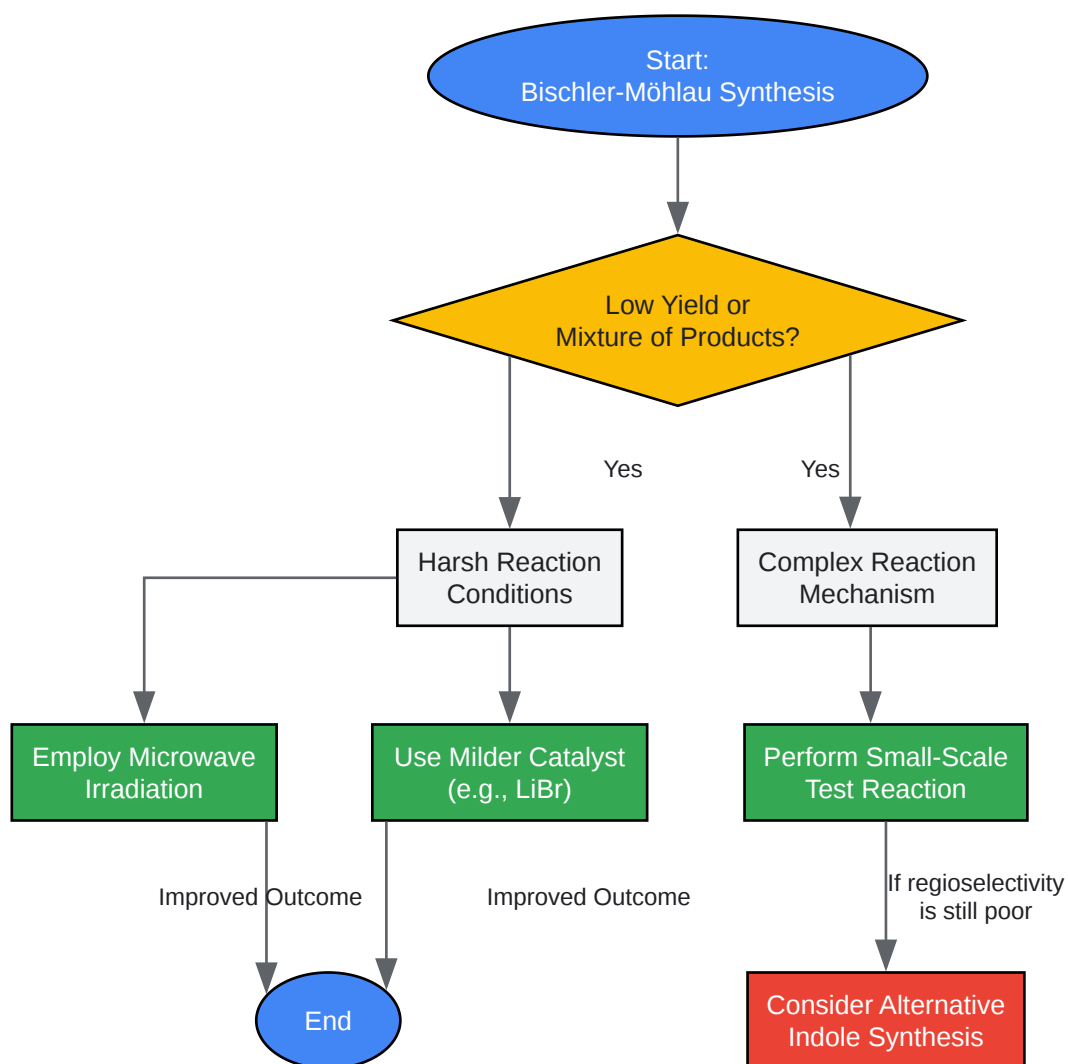 Start:
Bischler-Möhlau Synthesis
Low Yield or
Mixture of Products?
Yes
Yes
Harsh Reaction
Conditions
Complex Reaction
Mechanism
Employ Microwave
Irradiation
Use Milder Catalyst
(e.g., LiBr)
Perform Small-Scale
Test Reaction
Improved Outcome
Improved Outcome
If regioselectivity
is still poor
End
Consider Alternative
Indole Synthesis